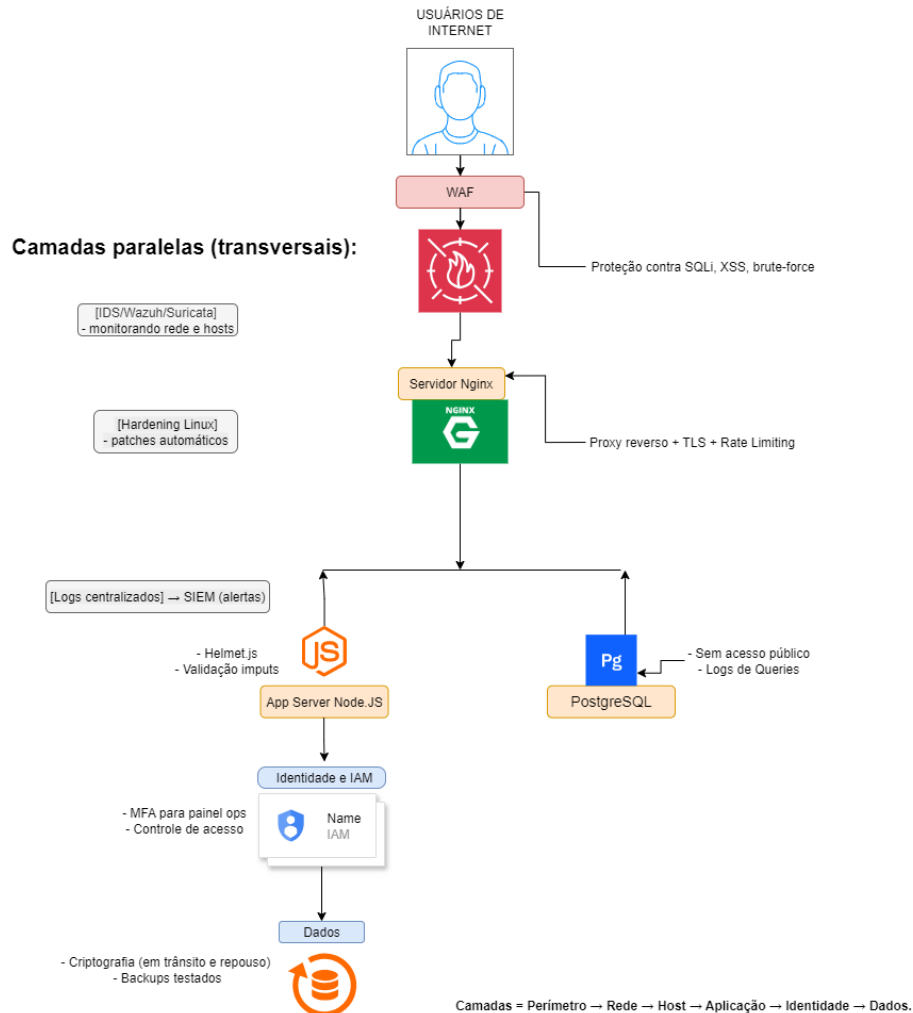 USUÁRIOS DE
INTERNET
WAF
Camadas paralelas (transversais):
Proteção contra SQLi, XSS, brute-force
[IDS/Wazuh/Suricata]
- monitorando rede e hosts
Servidor Nginx
NGINX
G
[Hardening Linux]
- patches automáticos
Proxy reverso + TLS + Rate Limiting
[Logs centralizados] → SIEM (alertas)
- Helmet.js
- Validação imputs
JS
Pg
- Sem acesso público
- Logs de Queries
App Server Node.JS
PostgreSQL
Identidade e IAM
- MFA para painel ops
- Controle de acesso
Name
IAM
Dados
- Criptografia (em trânsito e repouso)
- Backups testados
Camadas = Perímetro → Rede → Host → Aplicação → Identidade → Dados.